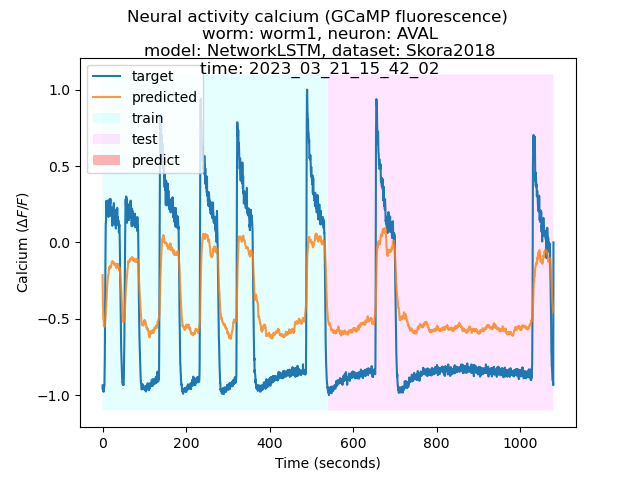 Neural activity calcium (GCaMP fluorescence)
worm: worm1, neuron: AVAL
model: NetworkLSTM, dataset: Skora2018
time: 2023_03_21_15_42_02
target
predicted
train
test
predict
1.0
0.5
0.0
−0.5
−1.0
Calcium (ΔF/F)
0 200 400 600 800 1000
Time (seconds)